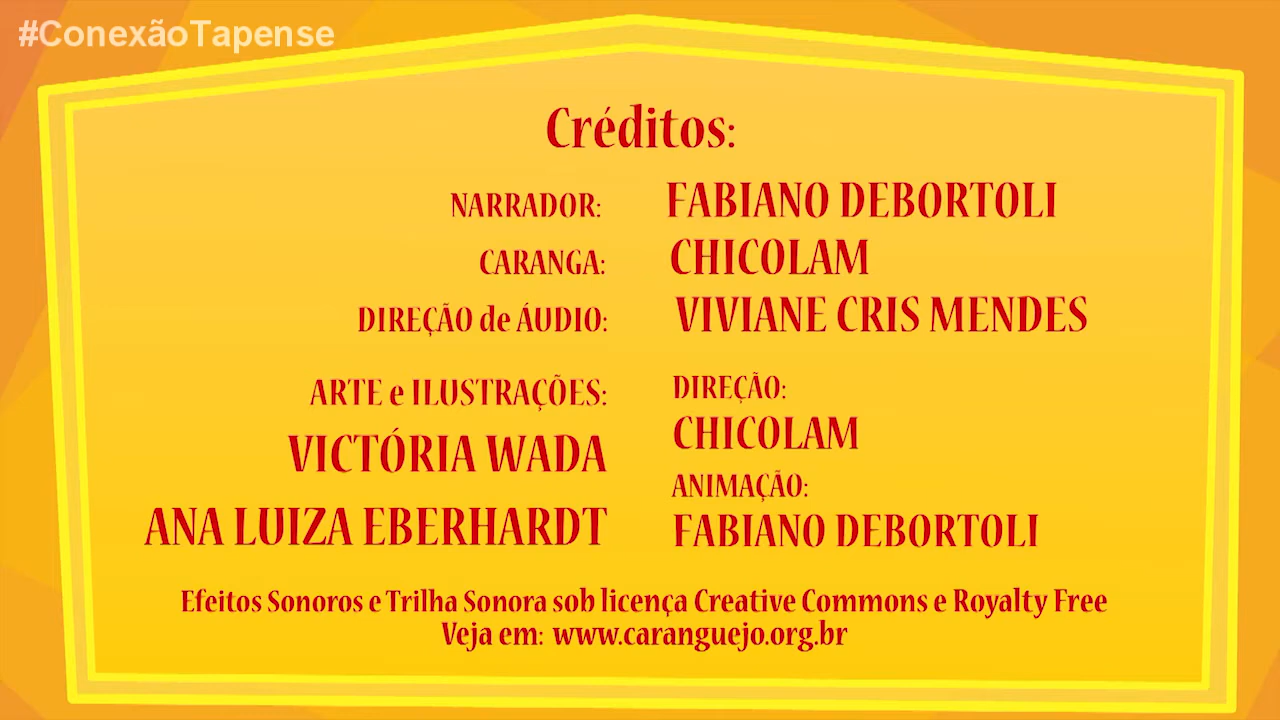 #ConexãoTapense
Créditos:
NARRADOR: FABIANO DEBORTOLI
CARANGA: CHICOLAM
DIREÇÃO de ÁUDIO: VIVIANE CRIS MENDES
ARTE e ILUSTRAÇÕES:
VICTÓRIA WADA
ANA LUIZA EBERHARDT
DIREÇÃO:
CHICOLAM
ANIMAÇÃO:
FABIANO DEBORTOLI
Efeitos Sonoros e Trilha Sonora sob licença Creative Commons e Royalty Free
Veja em: www.caranguejo.org.br